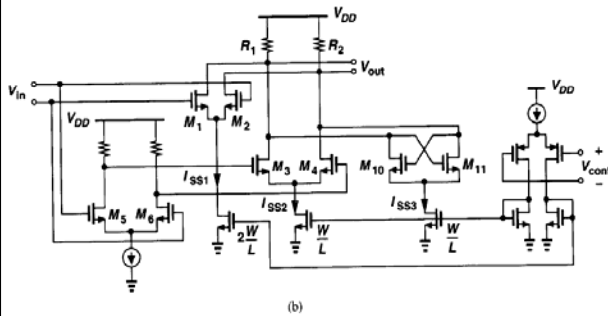 V_DD
R_1
R_2
V_out
V_in
V_DD
M_1
M_2
V_DD
M_3
M_4
M_10
M_11
+
V_cont
−
I_SS1
I_SS2
I_SS3
M_5
M_6
2 W/L
W/L
W/L
(b)